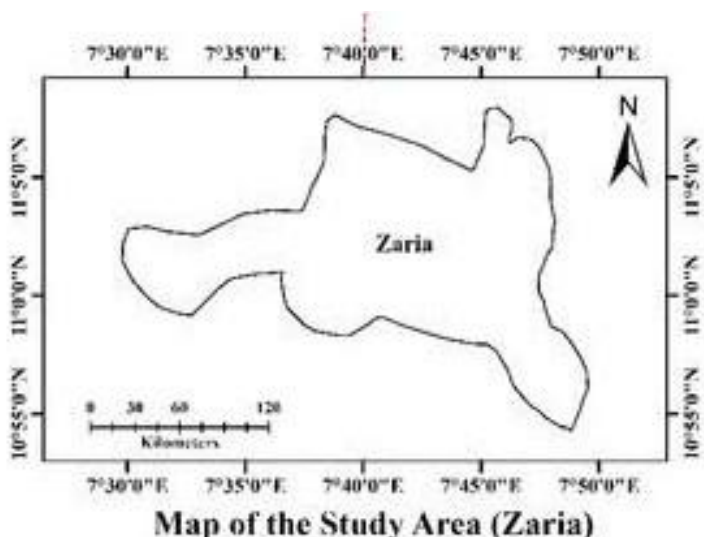 7°30'0"E 7°35'0"E 7°40'0"E 7°45'0"E 7°50'0"E
N
11°5'0"N 11°5'0"N
Zaria
11°0'0"N 11°0'0"N
0 30 60 120
Kilometers
10°55'0"N 10°55'0"N
7°30'0"E 7°35'0"E 7°40'0"E 7°45'0"E 7°50'0"E
Map of the Study Area (Zaria)